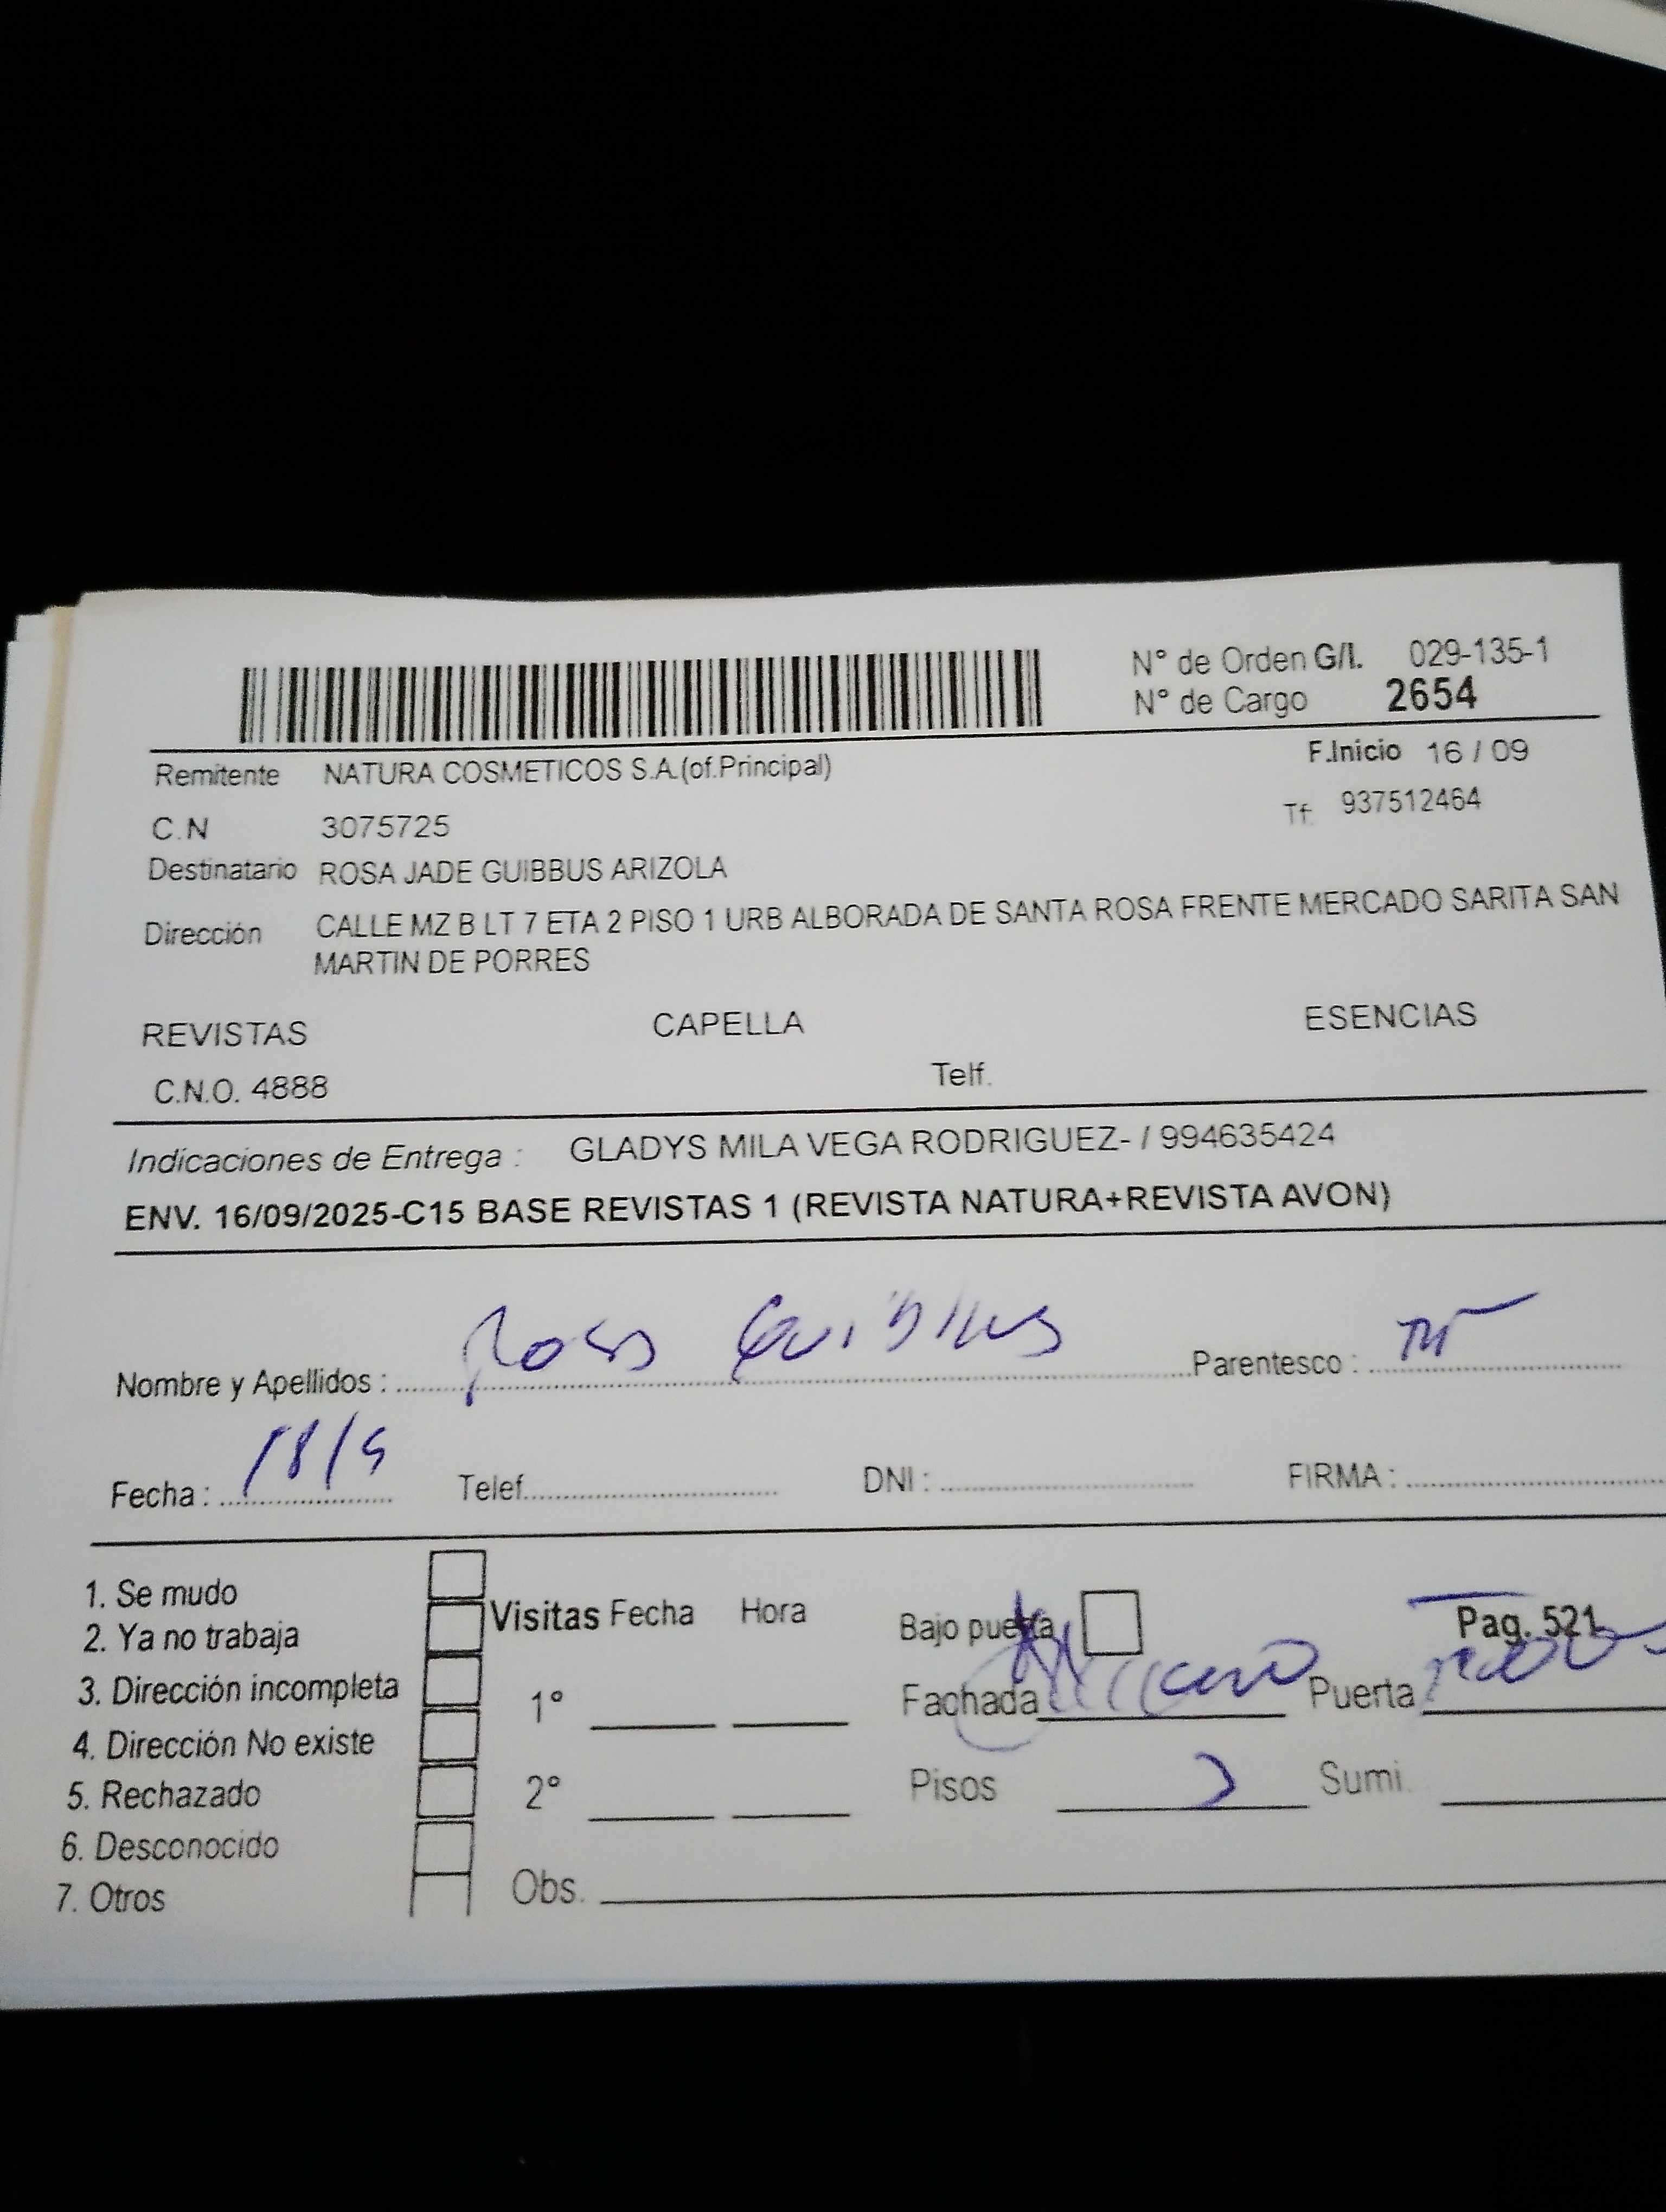 N° de Orden G/I. 029-135-1
N° de Cargo 2654
Remitente NATURA COSMETICOS S.A.(of.Principal) F.Inicio 16 / 09
C.N 3075725 Tf. 937512464
Destinatario ROSA JADE GUIBBUS ARIZOLA
Dirección CALLE MZ B LT 7 ETA 2 PISO 1 URB ALBORADA DE SANTA ROSA FRENTE MERCADO SARITA SAN
MARTIN DE PORRES
REVISTAS CAPELLA ESENCIAS
C.N.O. 4888 Telf.
Indicaciones de Entrega : GLADYS MILA VEGA RODRIGUEZ- / 994635424
ENV. 16/09/2025-C15 BASE REVISTAS 1 (REVISTA NATURA+REVISTA AVON)
Nombre y Apellidos : Rosa Guibbus Parentesco :
Fecha : 18/9 Telef. DNI : FIRMA :
1. Se mudo
2. Ya no trabaja
3. Dirección incompleta
4. Dirección No existe
5. Rechazado
6. Desconocido
7. Otros
Visitas Fecha Hora
1°
2°
Obs.
Bajo puerta Pag. 521
Fachada Puerta
Pisos 2 Sumi.